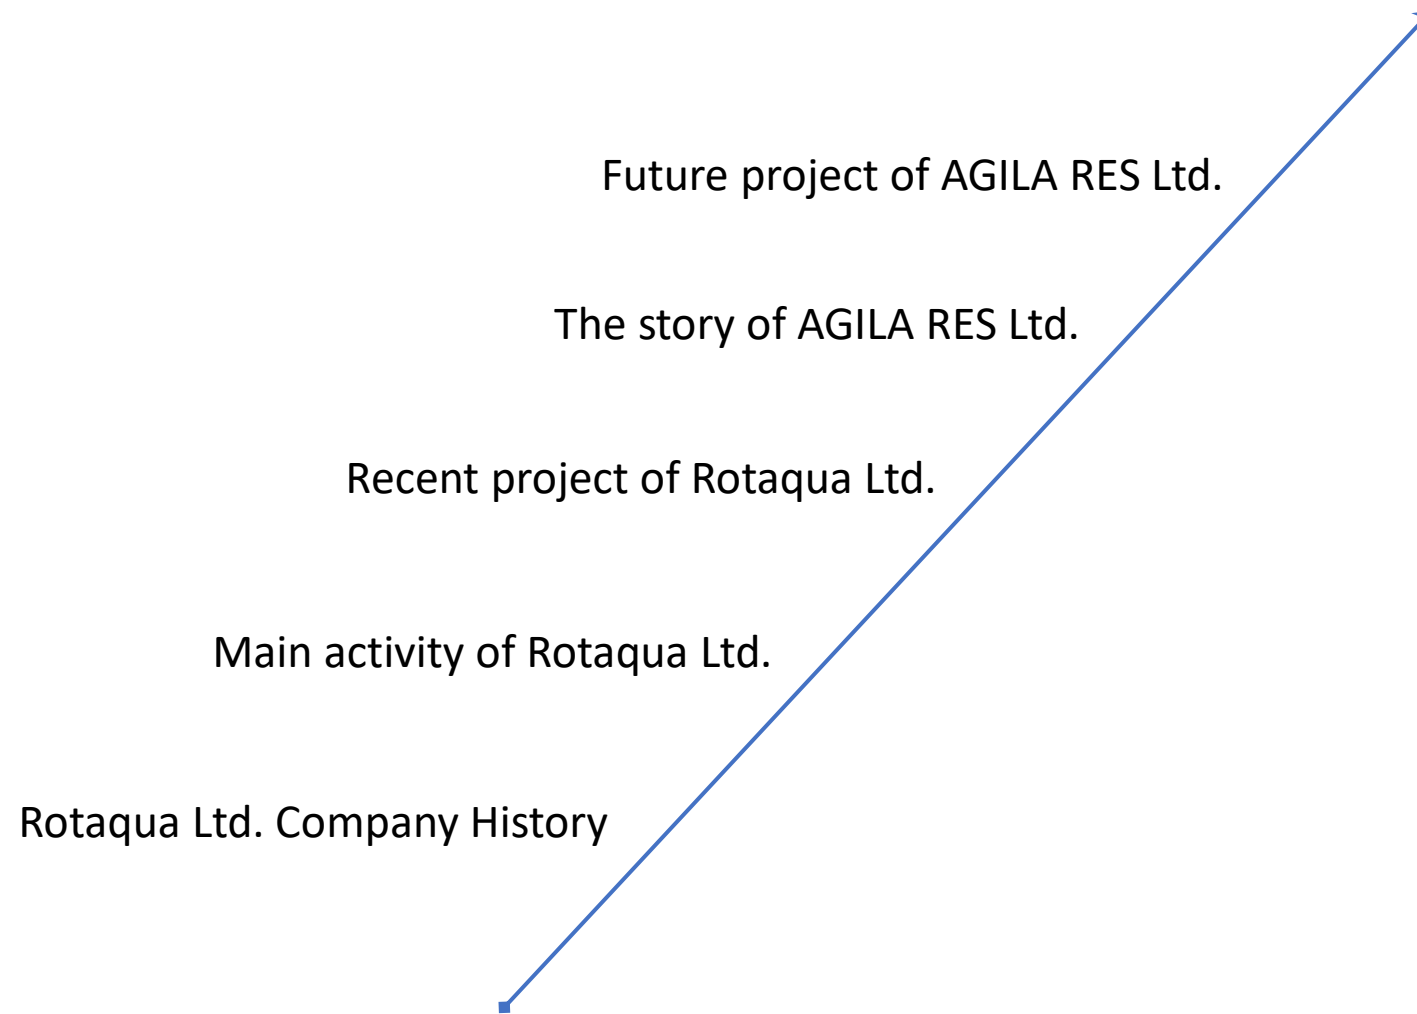 Future project of AGILA RES Ltd.
The story of AGILA RES Ltd.
Recent project of Rotaqua Ltd.
Main activity of Rotaqua Ltd.
Rotaqua Ltd. Company History